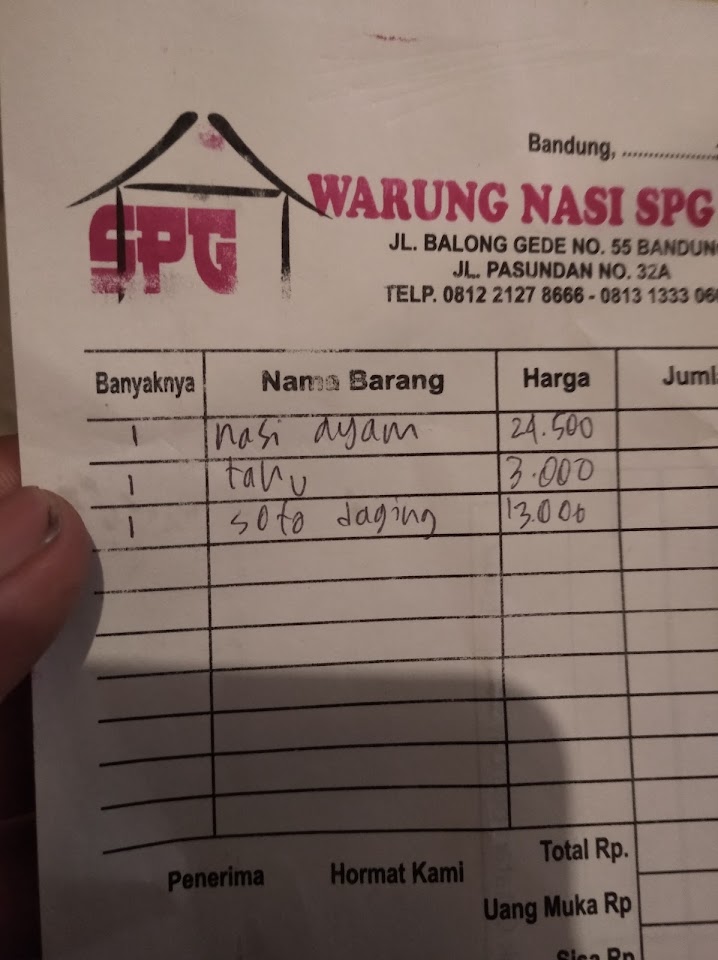 Bandung, ....................
SPG
WARUNG NASI SPG
JL. BALONG GEDE NO. 55 BANDUNG
JL. PASUNDAN NO. 32A
TELP. 0812 2127 8666 - 0813 1333 06
Banyaknya Nama Barang Harga Juml
1 nasi ayam 24.500
1 tahu 3.000
1 soto daging 13.000
Total Rp.
Penerima Hormat Kami
Uang Muka Rp
Sisa Rp